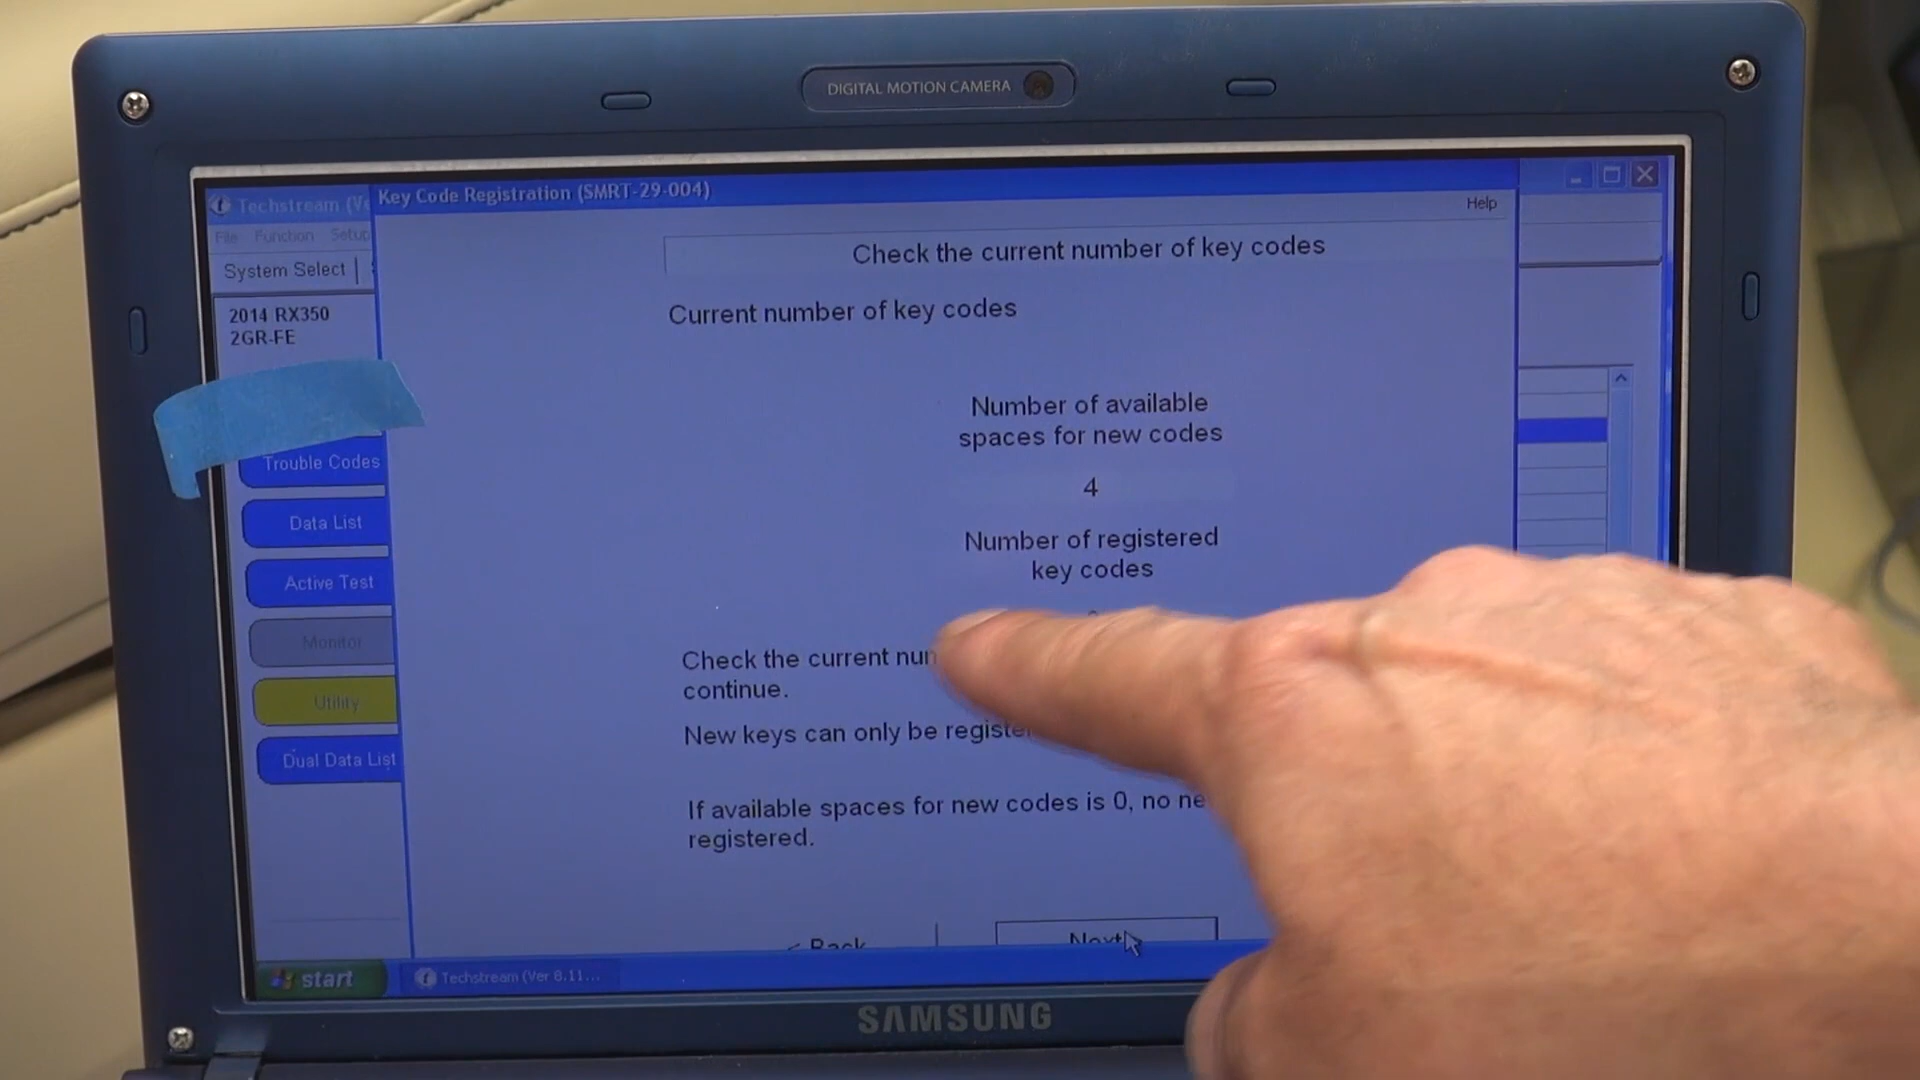 DIGITAL MOTION CAMERA
Techstream (Ve
Key Code Registration (SMRT-29-004)
Help
File Function Setup
System Select
Check the current number of key codes
2014 RX350
2GR-FE
Current number of key codes
Number of available
spaces for new codes
4
Number of registered
key codes
Trouble Codes
Data List
Active Test
Monitor
Utility
Dual Data List
Check the current num
continue.
New keys can only be register
If available spaces for new codes is 0, no ne
registered.
< Back
Next
start
Techstream (Ver 8.11...
SAMSUNG